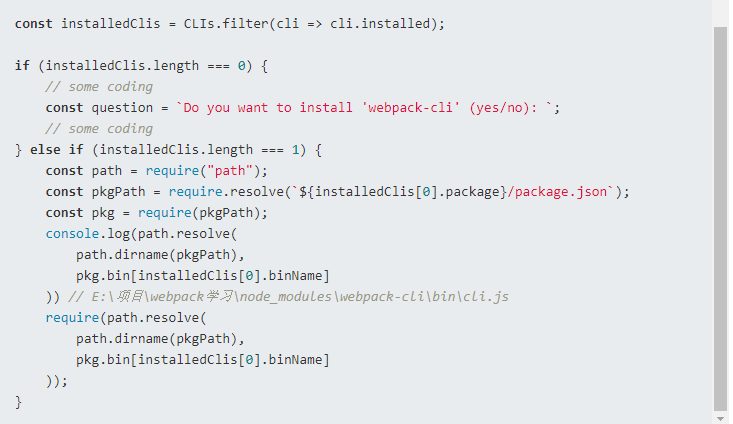 const installedClis = CLIs.filter(cli => cli.installed);
if (installedClis.length === 0) {
// some coding
const question = `Do you want to install 'webpack-cli' (yes/no): `;
// some coding
} else if (installedClis.length === 1) {
const path = require("path");
const pkgPath = require.resolve(`${installedClis[0].package}/package.json`);
const pkg = require(pkgPath);
console.log(path.resolve(
path.dirname(pkgPath),
pkg.bin[installedClis[0].binName]
)) // E:\项目\webpack学习\node_modules\webpack-cli\bin\cli.js
require(path.resolve(
path.dirname(pkgPath),
pkg.bin[installedClis[0].binName]
));
}